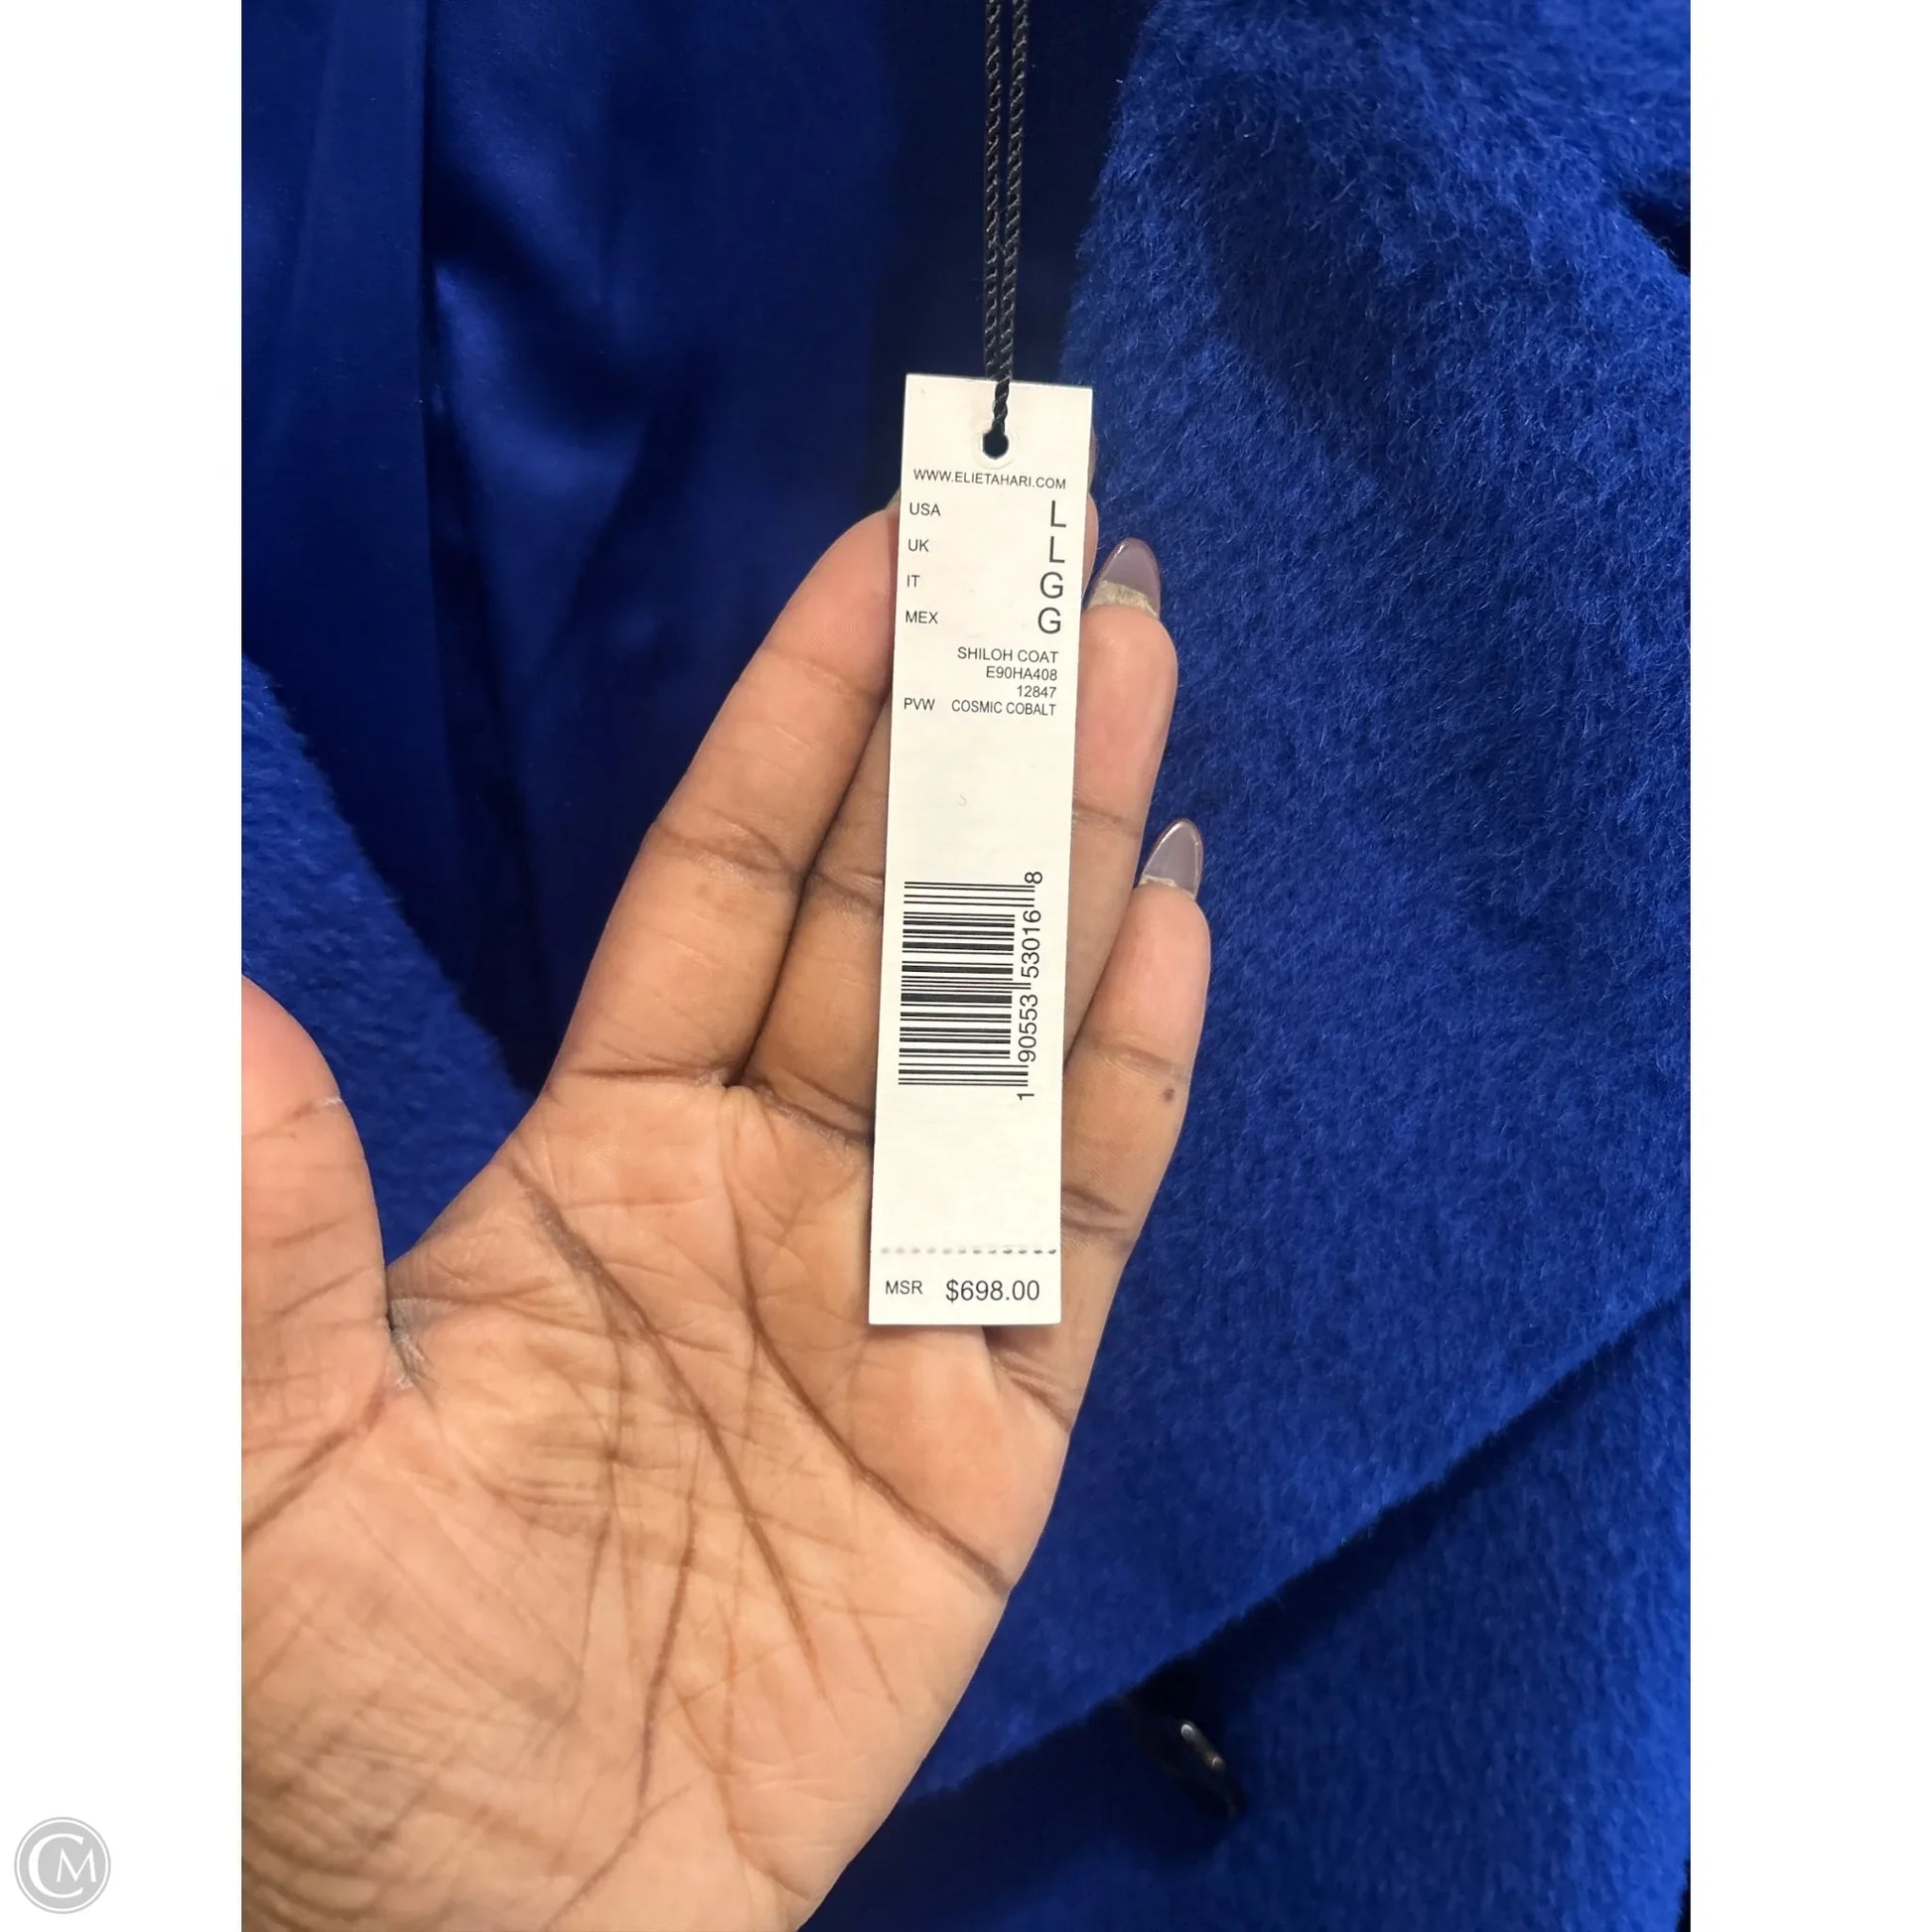 WWW.ELIETAHARI.COM
USA L
UK L
IT G
MEX G
SHILOH COAT
E90HA408
12847
PVW COSMIC COBALT
1 90553 53016 8
MSR $698.00
CM